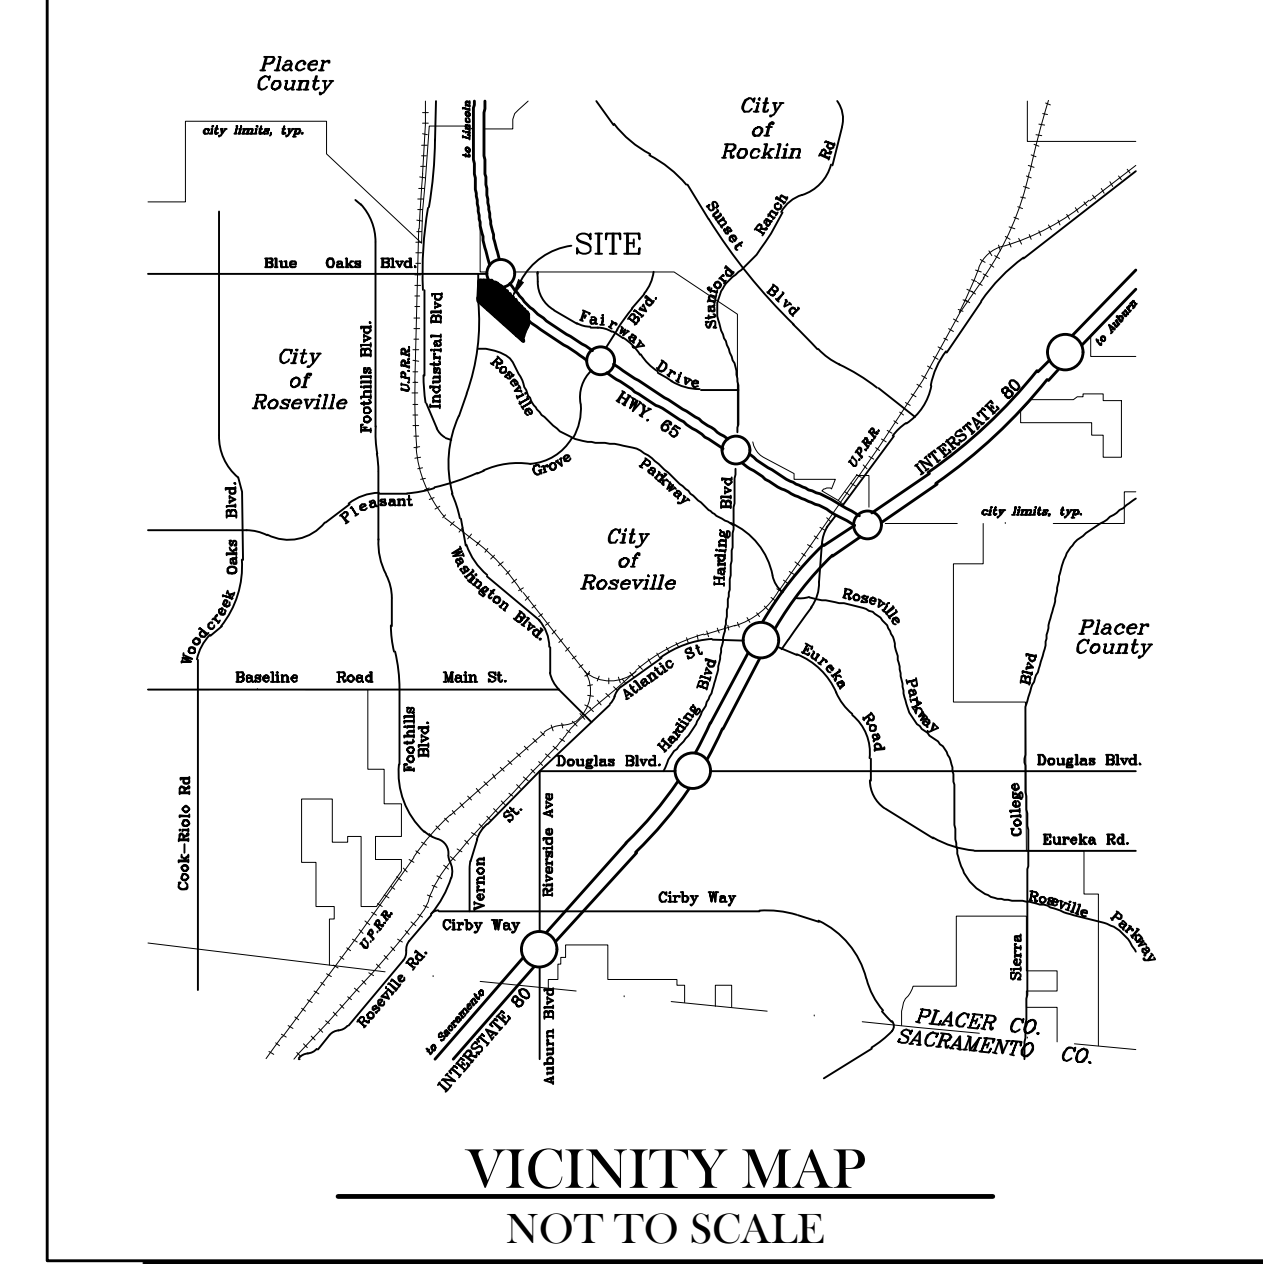 Placer
County
city limits, typ.
to Lincoln
City
of
Rocklin
Rd
Ranch
Stanford
Sunset
Blvd
SITE
Blue Oaks Blvd.
Industrial Blvd
U.P.R.R.
Foothills Blvd.
City
of
Roseville
Fairway
Drive
Blvd.
HWY. 65
Roseville
Parkway
Pleasant
Grove
Harding Blvd
U.P.R.R.
INTERSTATE 80
to Auburn
city limits, typ.
Woodcreek Oaks Blvd.
Washington Blvd.
City
of
Roseville
Roseville
Parkway
Eureka
Road
Placer
County
Blvd
Baseline Road
Main St.
Atlantic St
Harding Blvd
Foothills
Blvd.
Douglas Blvd.
Douglas Blvd.
Cook-Riolo Rd
St.
Vernon
Riverside Ave
College
Eureka Rd.
Cirby Way
Cirby Way
Roseville
Parkway
Sierra
U.P.R.R.
Roseville Rd.
to Sacramento
INTERSTATE 80
Auburn Blvd
PLACER CO.
SACRAMENTO CO.
VICINITY MAP
NOT TO SCALE